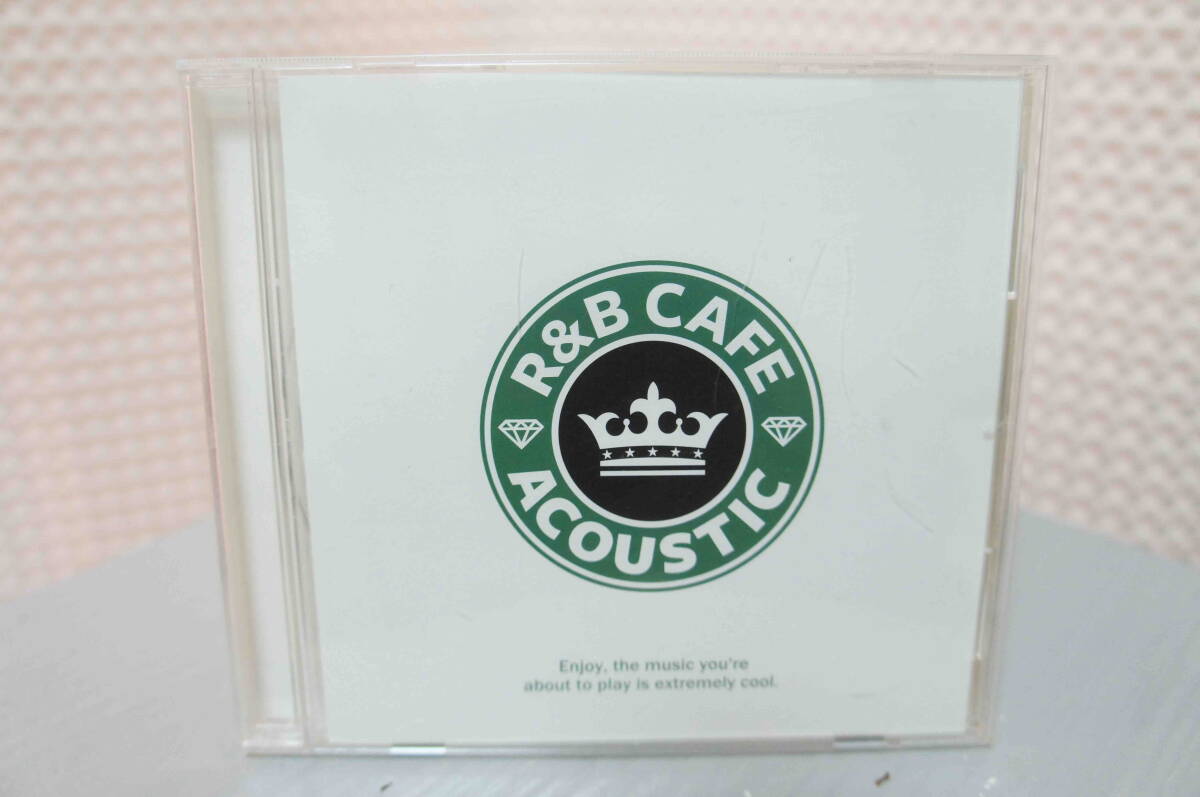 R&B CAFE
ACOUSTIC
Enjoy, the music you're
about to play is extremely cool.